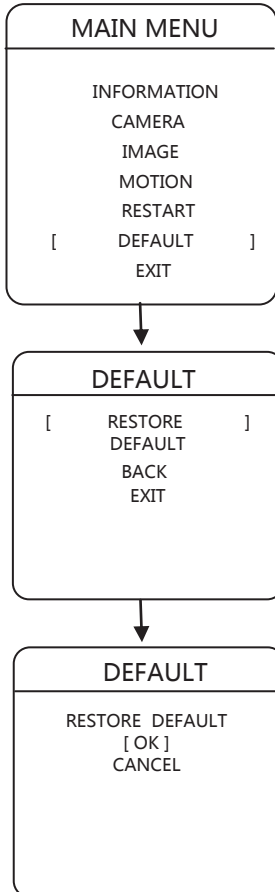 MAIN MENU
INFORMATION
CAMERA
IMAGE
MOTION
RESTART
[ DEFAULT ]
EXIT
DEFAULT
[ RESTORE ]
DEFAULT
BACK
EXIT
DEFAULT
RESTORE DEFAULT
[ OK ]
CANCEL